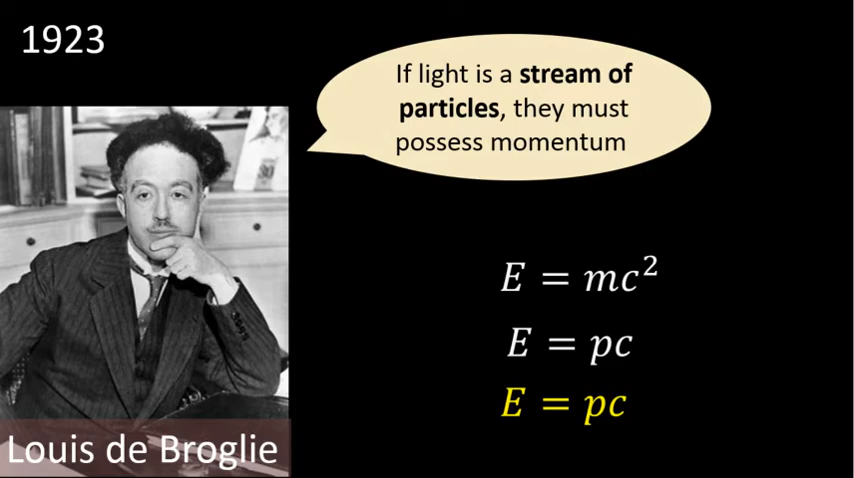 1923
If light is a stream of
particles, they must
possess momentum
E = mc²
E = pc
E = pc
Louis de Broglie